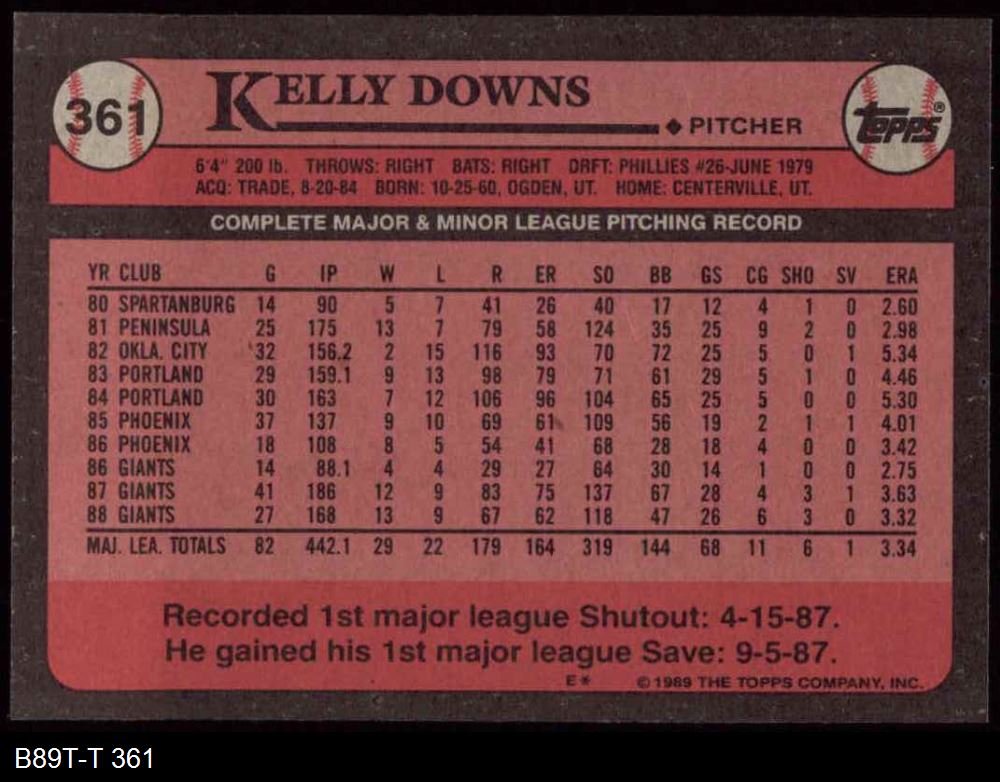 361
KELLY DOWNS
PITCHER
TOPPS®
6'4" 200 lb. THROWS: RIGHT BATS: RIGHT DRFT: PHILLIES #26-JUNE 1979
ACQ: TRADE, 8-20-84 BORN: 10-25-60, OGDEN, UT. HOME: CENTERVILLE, UT.
COMPLETE MAJOR & MINOR LEAGUE PITCHING RECORD
YR CLUB G IP W L R ER SO BB GS CG SHO SV ERA
80 SPARTANBURG 14 90 5 7 41 26 40 17 12 4 1 0 2.60
81 PENINSULA 25 175 13 7 79 58 124 35 25 9 2 0 2.98
82 OKLA. CITY 32 156.2 2 15 116 93 70 72 25 5 0 1 5.34
83 PORTLAND 29 159.1 9 13 98 79 71 61 29 5 1 0 4.46
84 PORTLAND 30 163 7 12 106 96 104 65 25 5 0 0 5.30
85 PHOENIX 37 137 9 10 69 61 109 56 19 2 1 1 4.01
86 PHOENIX 18 108 8 5 54 41 68 28 18 4 0 0 3.42
86 GIANTS 14 88.1 4 4 29 27 64 30 14 1 0 0 2.75
87 GIANTS 41 186 12 9 83 75 137 67 28 4 3 1 3.63
88 GIANTS 27 168 13 9 67 62 118 47 26 6 3 0 3.32
MAJ. LEA. TOTALS 82 442.1 29 22 179 164 319 144 68 11 6 1 3.34
Recorded 1st major league Shutout: 4-15-87.
He gained his 1st major league Save: 9-5-87.
E* © 1989 THE TOPPS COMPANY, INC.
B89T-T 361